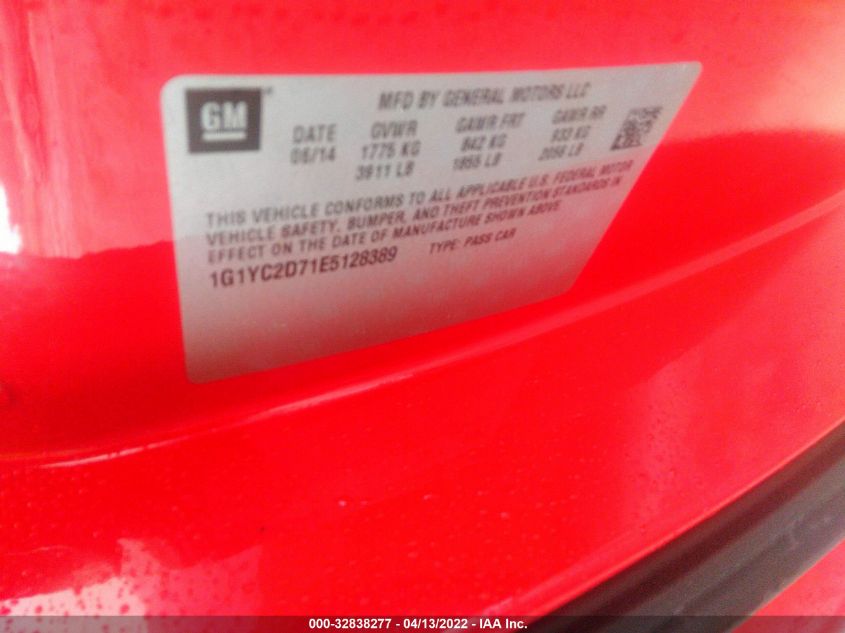 GM
MFD BY GENERAL MOTORS LLC
DATE GVWR GAWR FRT GAWR RR
06/14 1775 KG 842 KG 933 KG
3911 LB 1855 LB 2056 LB
THIS VEHICLE CONFORMS TO ALL APPLICABLE U.S. FEDERAL MOTOR
VEHICLE SAFETY, BUMPER, AND THEFT PREVENTION STANDARDS IN
EFFECT ON THE DATE OF MANUFACTURE SHOWN ABOVE
1G1YC2D71E5128389 TYPE: PASS CAR
000-32838277 - 04/13/2022 - IAA Inc.